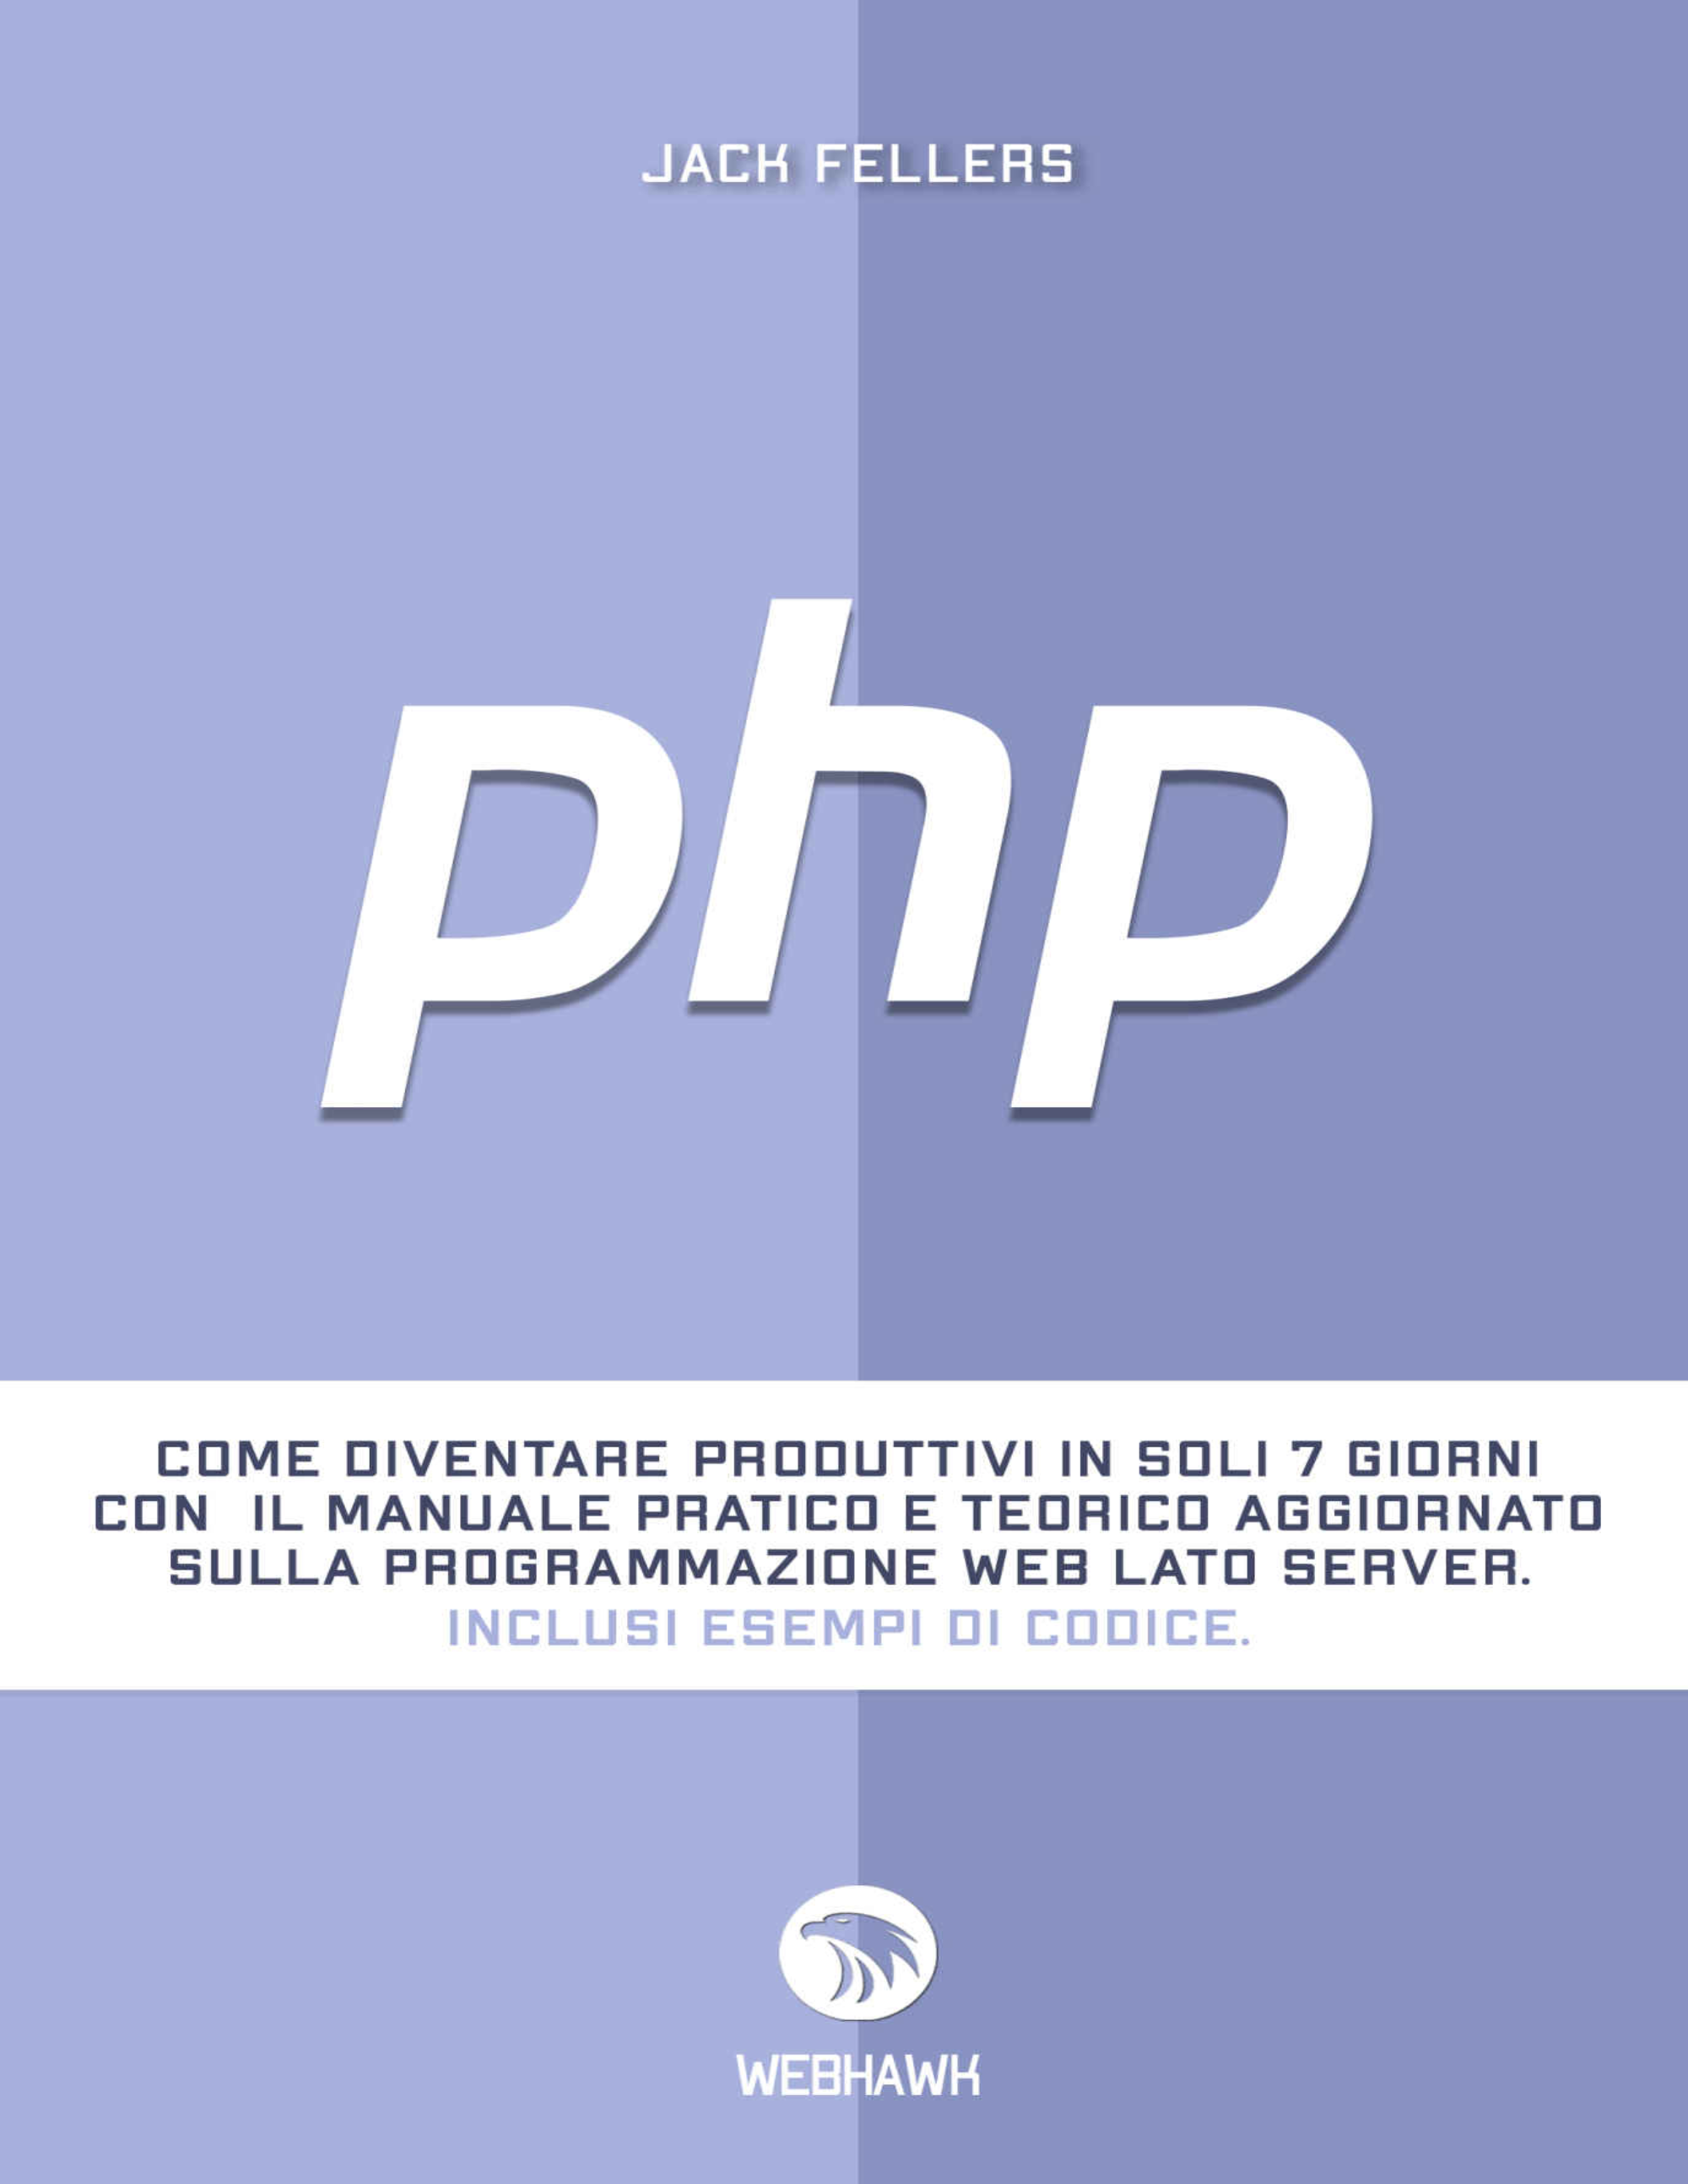 JACK FELLERS
php
COME DIVENTARE PRODUTTIVI IN SOLI 7 GIORNI
CON IL MANUALE PRATICO E TEORICO AGGIORNATO
SULLA PROGRAMMAZIONE WEB LATO SERVER.
INCLUSI ESEMPI DI CODICE.
WEBHAWK